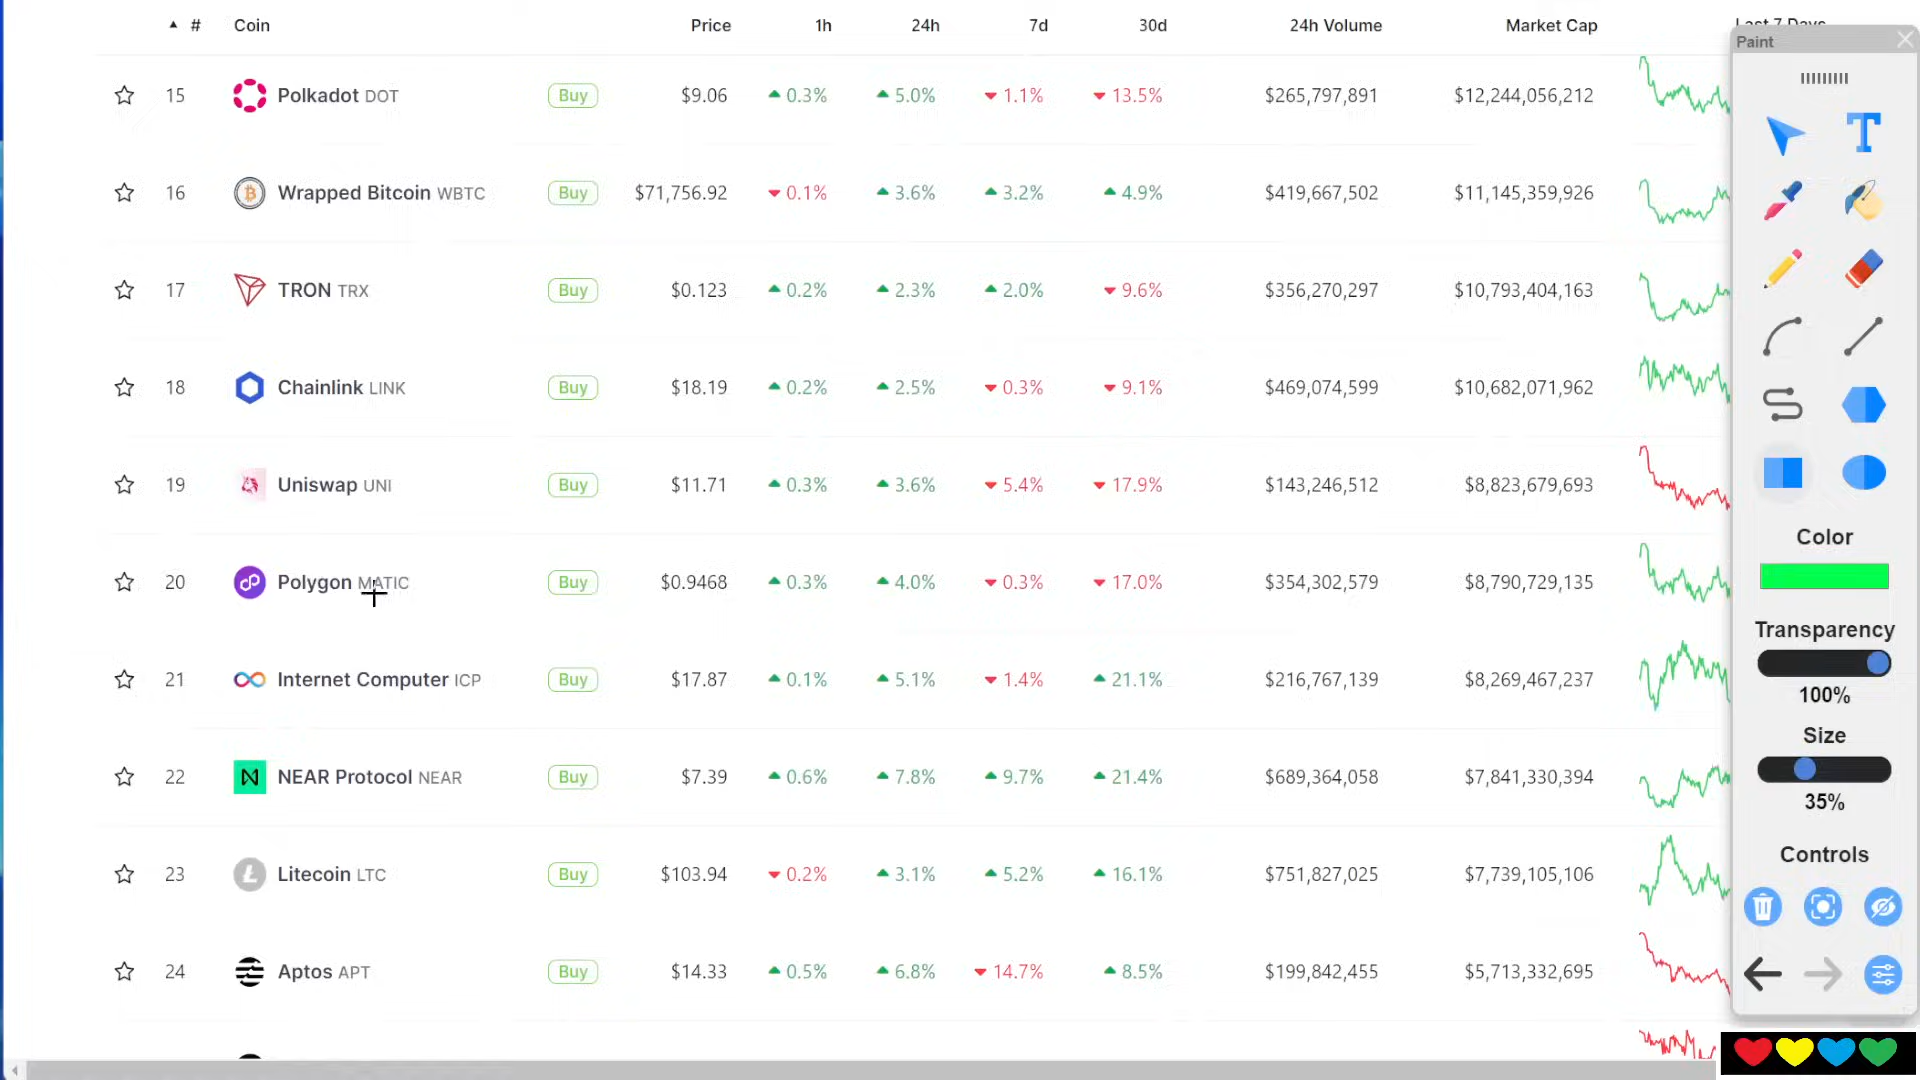 # Coin Price 1h 24h 7d 30d 24h Volume Market Cap Last 7 Days
Paint
15 Polkadot DOT Buy $9.06 0.3% 5.0% 1.1% 13.5% $265,797,891 $12,244,056,212
16 Wrapped Bitcoin WBTC Buy $71,756.92 0.1% 3.6% 3.2% 4.9% $419,667,502 $11,145,359,926
17 TRON TRX Buy $0.123 0.2% 2.3% 2.0% 9.6% $356,270,297 $10,793,404,163
18 Chainlink LINK Buy $18.19 0.2% 2.5% 0.3% 9.1% $469,074,599 $10,682,071,962
19 Uniswap UNI Buy $11.71 0.3% 3.6% 5.4% 17.9% $143,246,512 $8,823,679,693
20 Polygon MATIC Buy $0.9468 0.3% 4.0% 0.3% 17.0% $354,302,579 $8,790,729,135
21 Internet Computer ICP Buy $17.87 0.1% 5.1% 1.4% 21.1% $216,767,139 $8,269,467,237
22 NEAR Protocol NEAR Buy $7.39 0.6% 7.8% 9.7% 21.4% $689,364,058 $7,841,330,394
23 Litecoin LTC Buy $103.94 0.2% 3.1% 5.2% 16.1% $751,827,025 $7,739,105,106
24 Aptos APT Buy $14.33 0.5% 6.8% 14.7% 8.5% $199,842,455 $5,713,332,695
T
Color
Transparency
100%
Size
35%
Controls